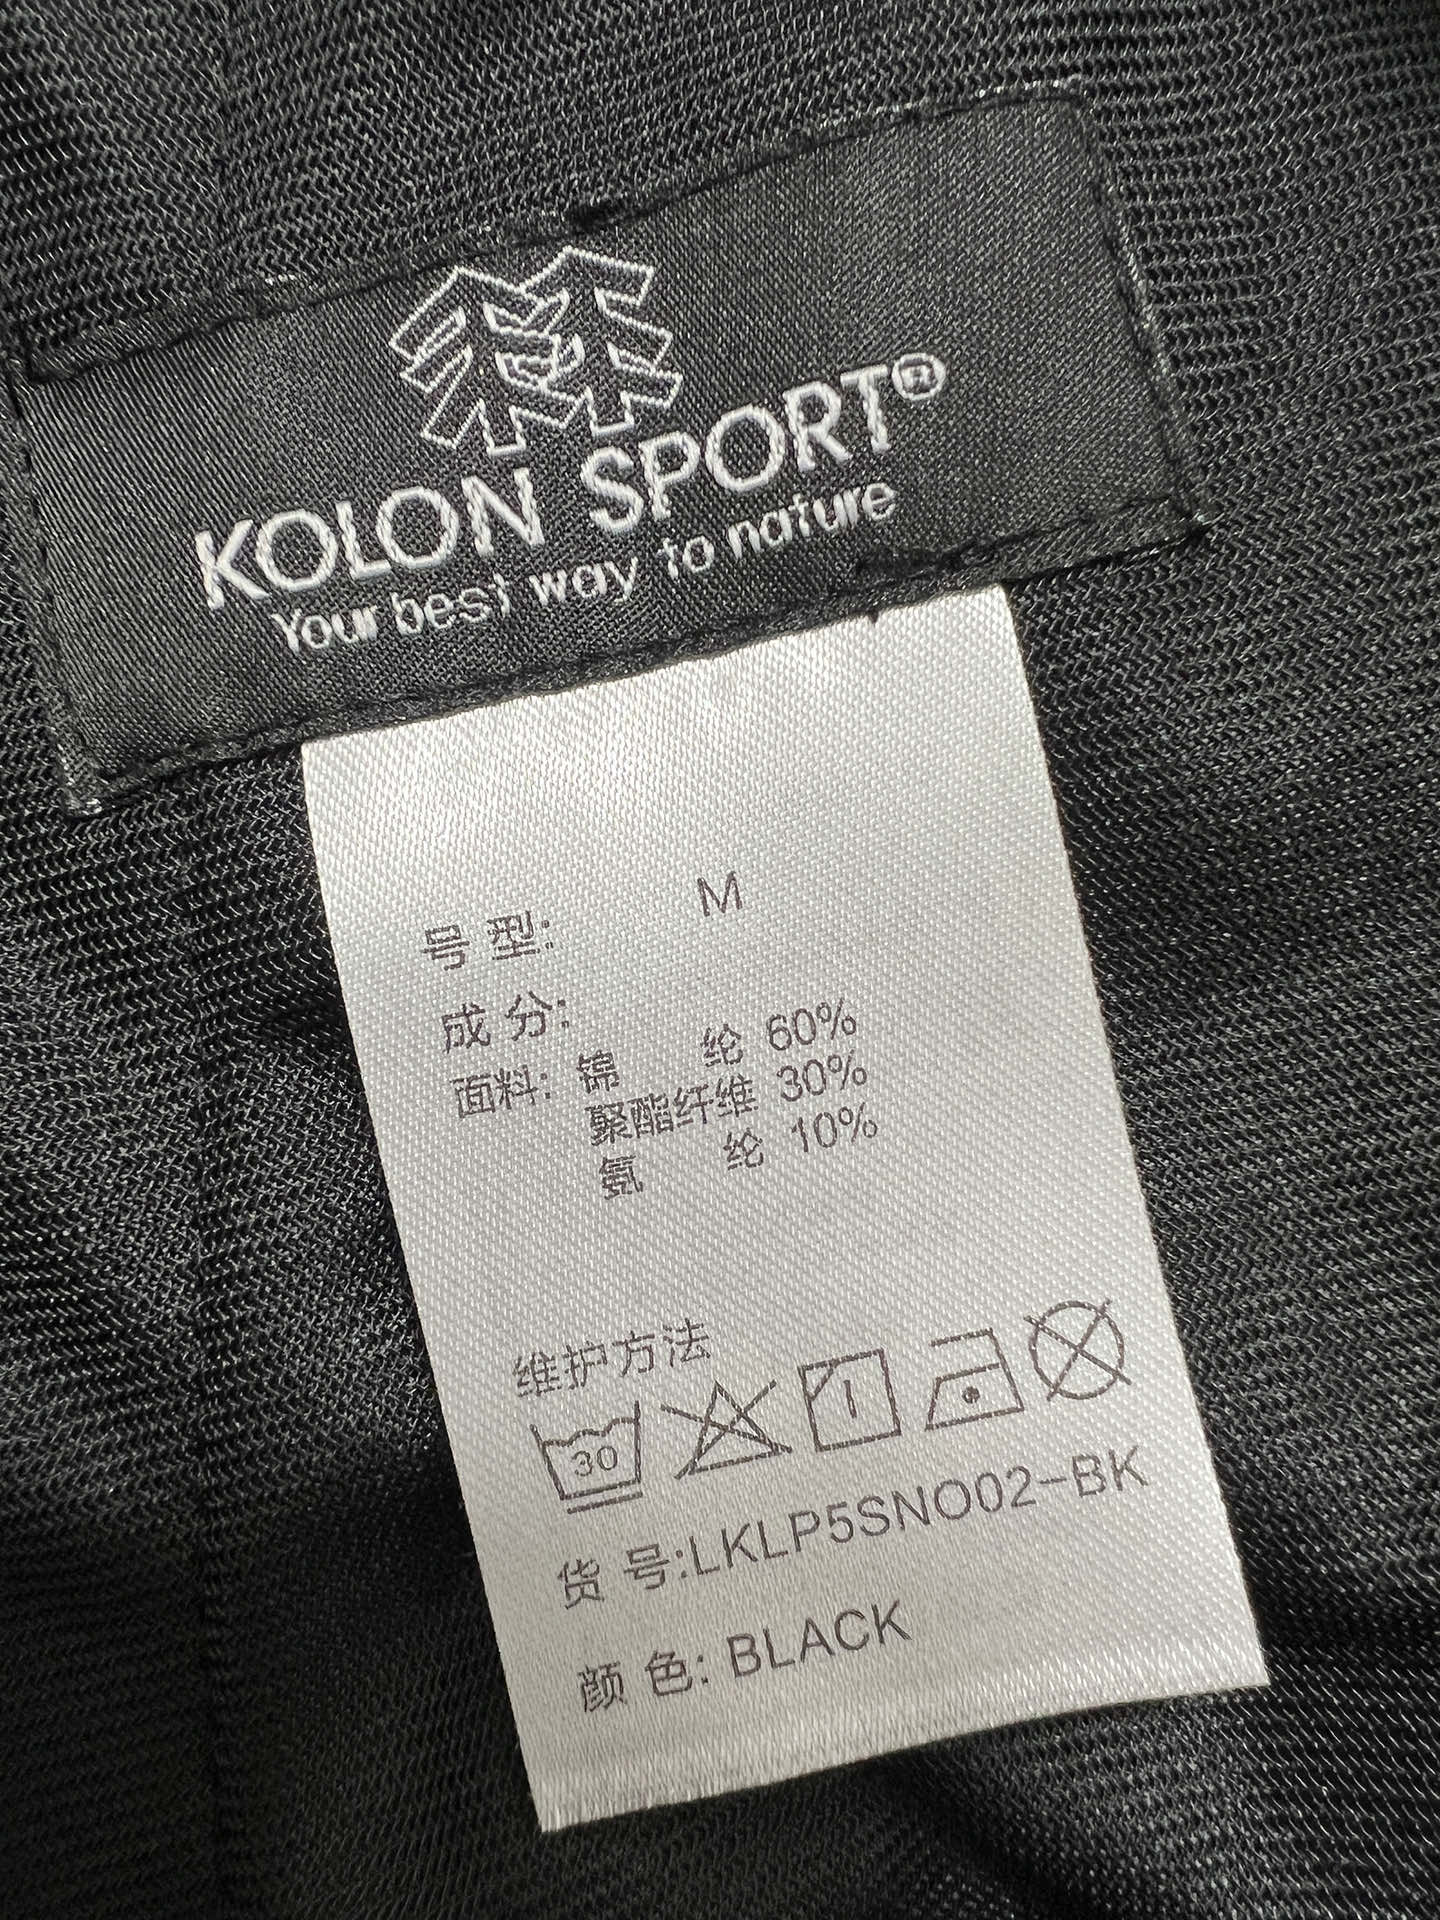 KOLON SPORT®
Your best way to nature
号 型: M
成 分:
面料: 锦 纶 60%
聚酯纤维 30%
氨 纶 10%
维护方法
30
货 号:LKLP5SNO02-BK
颜 色: BLACK